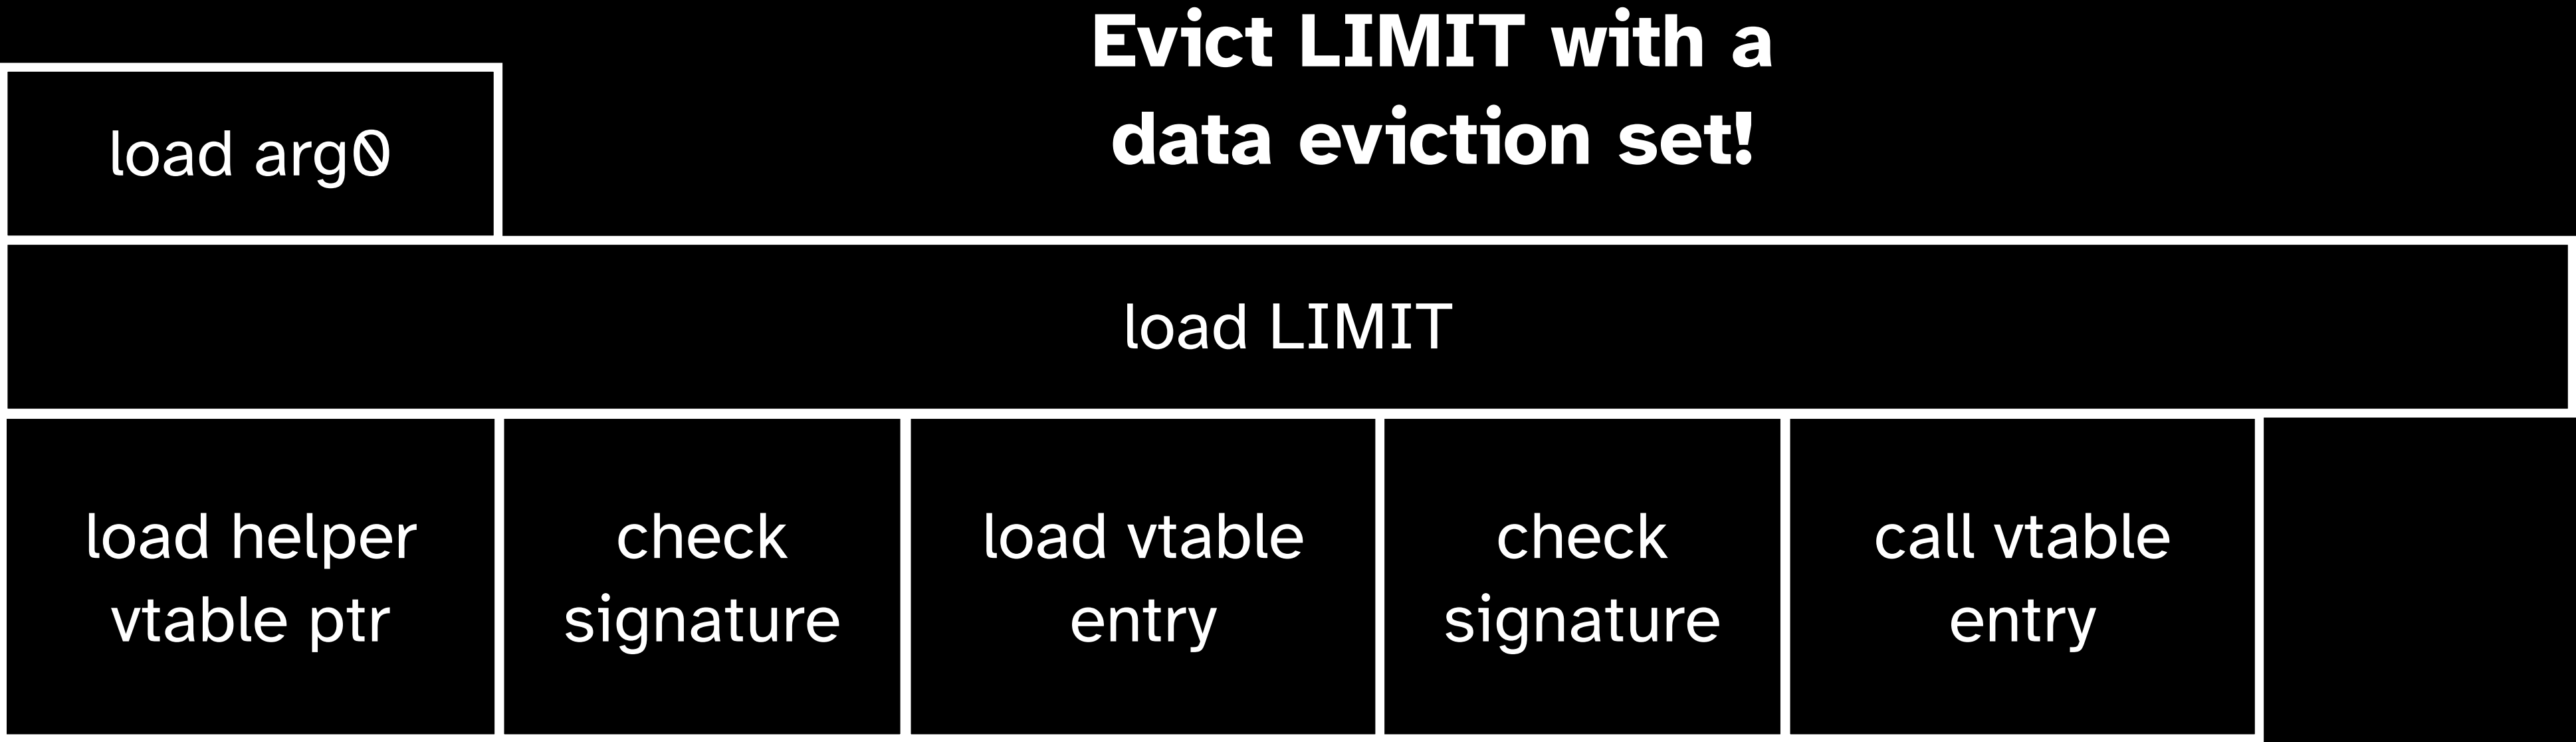 Evict LIMIT with a
data eviction set!
load arg0
load LIMIT
load helper
vtable ptr
check
signature
load vtable
entry
check
signature
call vtable
entry